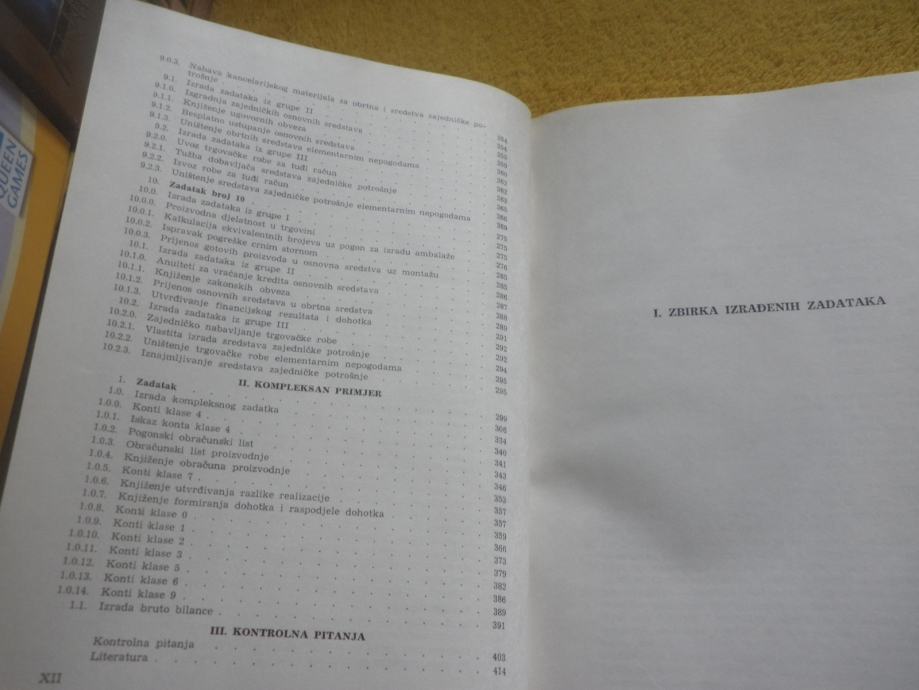 QUEEN
GAMES
9.0.3. Nabava kancelarijskog materijala za obrtna i sredstva zajedničke po-
trošnje . 354
9.1. Izrada zadataka iz grupe II
9.1.0. Izgradnja zajedničkih osnovnih sredstava
9.1.1. Knjiženje ugovornih obveza
9.1.2. Besplatno ustupanje osnovnih sredstava
9.1.3. Uništenje obrtnih sredstava elementarnim nepogodama
9.2. Izrada zadataka iz grupe III
9.2.0. Uvoz trgovačke robe za tuđi račun
9.2.1. Tužba dobavljača sredstava zajedničke potrošnje
9.2.2. Izvoz robe za tuđi račun
9.2.3. Uništenje sredstava zajedničke potrošnje elementarnim nepogodama
10. Zadatak broj 10
10.0. Izrada zadataka iz grupe I
10.0.0. Proizvodna djelatnost u trgovini
10.0.1. Kalkulacija ekvivalentnih brojeva uz pogon za izradu ambalaže
10.0.2. Ispravak pogreške crnim stornom
10.0.3. Prijenos gotovih proizvoda u osnovna sredstva uz montažu
10.1. Izrada zadataka iz grupe II
10.1.0. Anuiteti za vraćanje kredita osnovnih sredstava
10.1.1. Knjiženje zakonskih obveza
10.1.2. Prijenos osnovnih sredstava u obrtna sredstva
10.1.3. Utvrđivanje financijskog rezultata i dohotka
10.2. Izrada zadataka iz grupe III
10.2.0. Zajedničko nabavljanje trgovačke robe
10.2.1. Vlastita izrada sredstava zajedničke potrošnje
10.2.2. Uništenje trgovačke robe elementarnim nepogodama
10.2.3. Iznajmljivanje sredstava zajedničke potrošnje 295
II. KOMPLEKSAN PRIMJER
1. Zadatak 299
1.0. Izrada kompleksnog zadatka 306
1.0.0. Konti klase 4 . 334
1.0.1. Iskaz konta klase 4 340
1.0.2. Pogonski obračunski list 341
1.0.3. Obračunski list proizvodnje 343
1.0.4. Knjiženje obračuna proizvodnje 346
1.0.5. Konti klase 7 353
1.0.6. Knjiženje utvrđivanja razlike realizacije 357
1.0.7. Knjiženje formiranja dohotka i raspodjele dohotka 357
1.0.8. Konti klase 0 359
1.0.9. Konti klase 1 366
1.0.10. Konti klase 2 373
1.0.11. Konti klase 3 379
1.0.12. Konti klase 5 383
1.0.13. Konti klase 6 386
1.0.14. Konti klase 9 389
1.1. Izrada bruto bilance 391
III. KONTROLNA PITANJA
Kontrolna pitanja 403
Literatura 414
XII
I. ZBIRKA IZRAĐENIH ZADATAKA